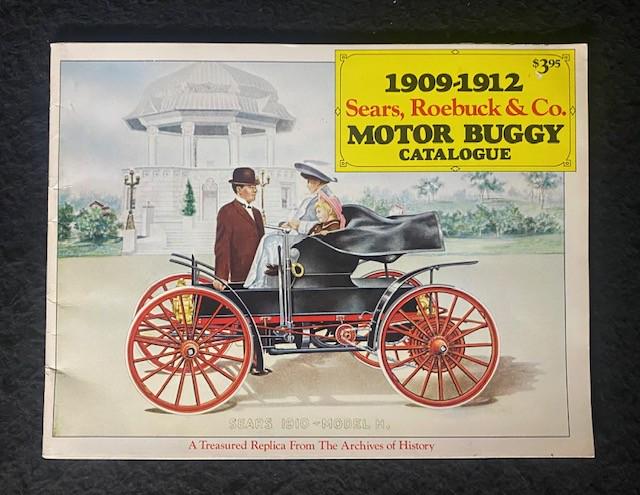 $3.95
1909-1912
Sears, Roebuck & Co.
MOTOR BUGGY
CATALOGUE
SEARS 1910-MODEL H.
A Treasured Replica From The Archives of History